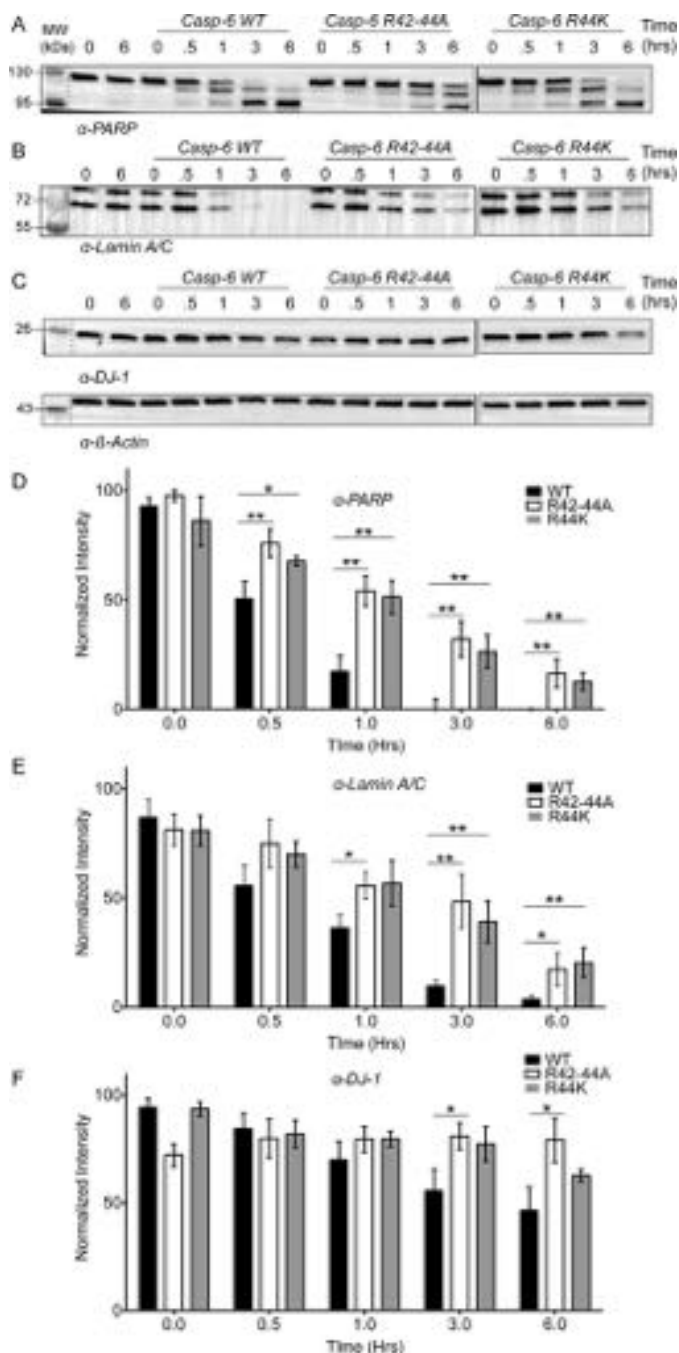 A MW (kDa) Casp-6 WT Casp-6 R42-44A Casp-6 R44K Time (hrs)
0 6 0 .5 1 3 6 0 .5 1 3 6 0 .5 1 3 6
130
95
α-PARP
B Casp-6 WT Casp-6 R42-44A Casp-6 R44K Time (hrs)
0 6 0 .5 1 3 6 0 .5 1 3 6 0 .5 1 3 6
72
55
α-Lamin A/C
C Casp-6 WT Casp-6 R42-44A Casp-6 R44K Time (hrs)
0 6 0 .5 1 3 6 0 .5 1 3 6 0 .5 1 3 6
26
α-DJ-1
43
α-ß-Actin
D α-PARP
WT
R42-44A
R44K
Normalized Intensity
100
50
0
* ** ** ** ** ** ** **
0.0 0.5 1.0 3.0 6.0
Time (Hrs)
E α-Lamin A/C
WT
R42-44A
R44K
Normalized Intensity
100
50
0
* ** ** ** *
0.0 0.5 1.0 3.0 6.0
Time (Hrs)
F α-DJ-1
WT
R42-44A
R44K
Normalized Intensity
100
50
0
* *
0.0 0.5 1.0 3.0 6.0
Time (Hrs)